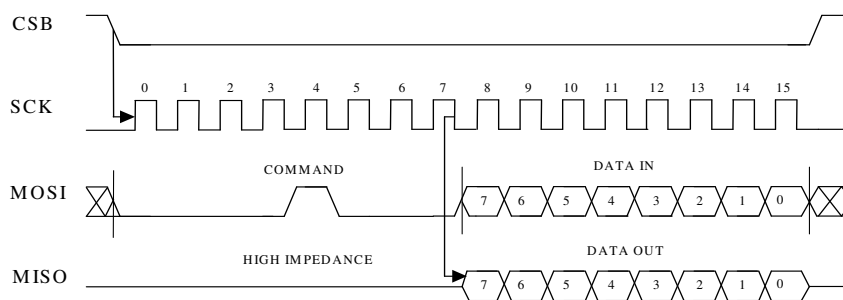 CSB
0 1 2 3 4 5 6 7 8 9 10 11 12 13 14 15
SCK
COMMAND DATA IN
MOSI 7 6 5 4 3 2 1 0
HIGH IMPEDANCE DATA OUT
MISO 7 6 5 4 3 2 1 0